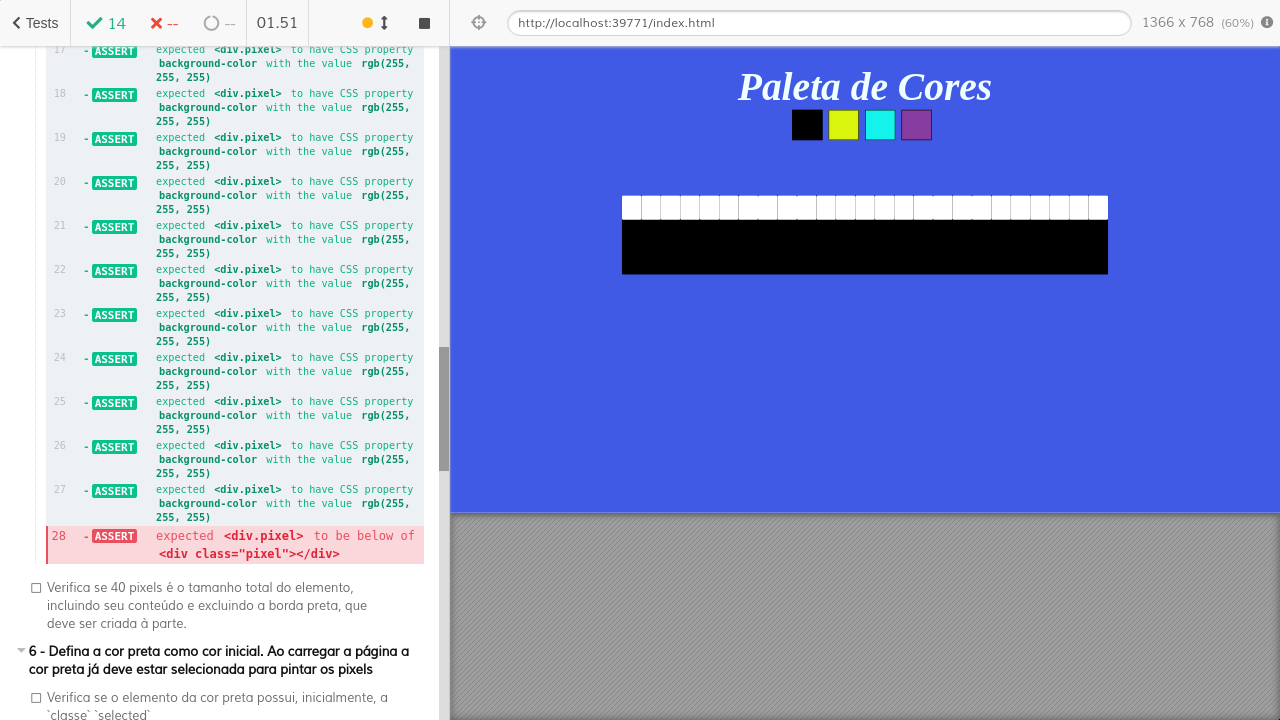 Tests
14
--
--
01.51
http://localhost:39771/index.html
1366 x 768 (60%)
17 - ASSERT expected <div.pixel> to have CSS property
background-color with the value rgb(255,
255, 255)
18 - ASSERT expected <div.pixel> to have CSS property
background-color with the value rgb(255,
255, 255)
19 - ASSERT expected <div.pixel> to have CSS property
background-color with the value rgb(255,
255, 255)
20 - ASSERT expected <div.pixel> to have CSS property
background-color with the value rgb(255,
255, 255)
21 - ASSERT expected <div.pixel> to have CSS property
background-color with the value rgb(255,
255, 255)
22 - ASSERT expected <div.pixel> to have CSS property
background-color with the value rgb(255,
255, 255)
23 - ASSERT expected <div.pixel> to have CSS property
background-color with the value rgb(255,
255, 255)
24 - ASSERT expected <div.pixel> to have CSS property
background-color with the value rgb(255,
255, 255)
25 - ASSERT expected <div.pixel> to have CSS property
background-color with the value rgb(255,
255, 255)
26 - ASSERT expected <div.pixel> to have CSS property
background-color with the value rgb(255,
255, 255)
27 - ASSERT expected <div.pixel> to have CSS property
background-color with the value rgb(255,
255, 255)
28 - ASSERT expected <div.pixel> to be below of
<div class="pixel"></div>
Verifica se 40 pixels é o tamanho total do elemento,
incluindo seu conteúdo e excluindo a borda preta, que
deve ser criada à parte.
6 - Defina a cor preta como cor inicial. Ao carregar a página a
cor preta já deve estar selecionada para pintar os pixels
Verifica se o elemento da cor preta possui, inicialmente, a
`classe` `selected`
Paleta de Cores